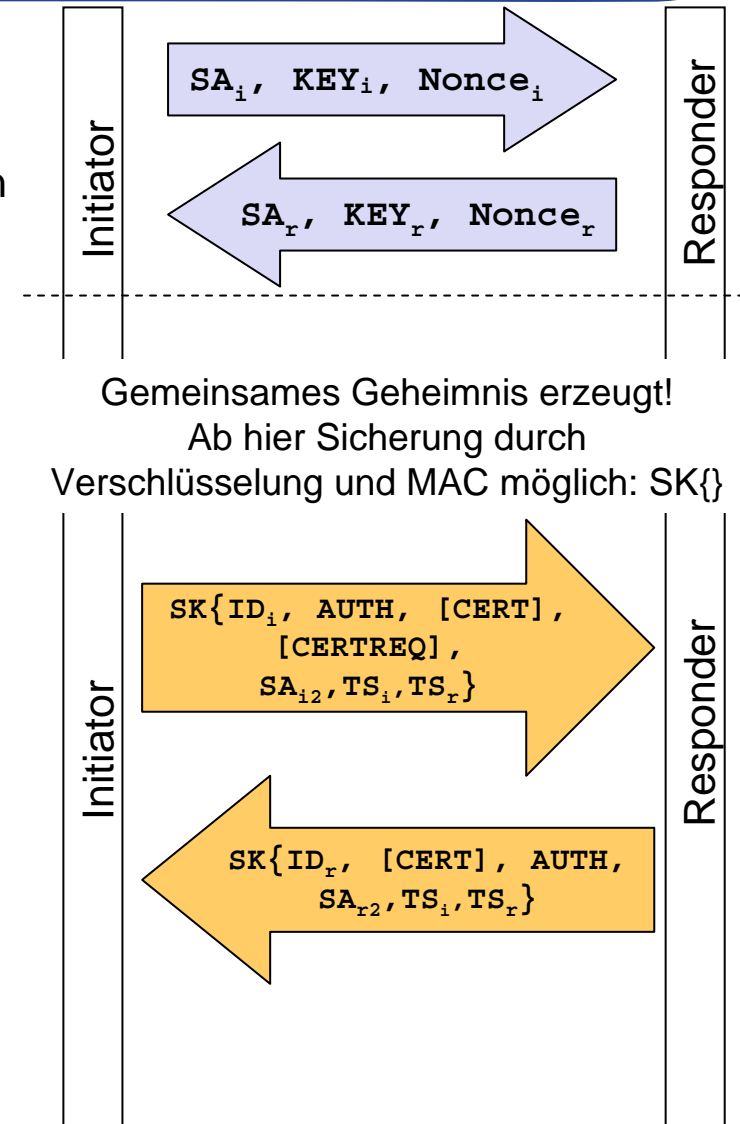 Initiator
SAᵢ, KEYᵢ, Nonceᵢ
SAᵣ, KEYᵣ, Nonceᵣ
Responder
n
Gemeinsames Geheimnis erzeugt!
Ab hier Sicherung durch
Verschlüsselung und MAC möglich: SK{}
Initiator
SK{IDᵢ, AUTH, [CERT],
[CERTREQ],
SAᵢ₂,TSᵢ,TSᵣ}
SK{IDᵣ, [CERT], AUTH,
SAᵣ₂,TSᵢ,TSᵣ}
Responder